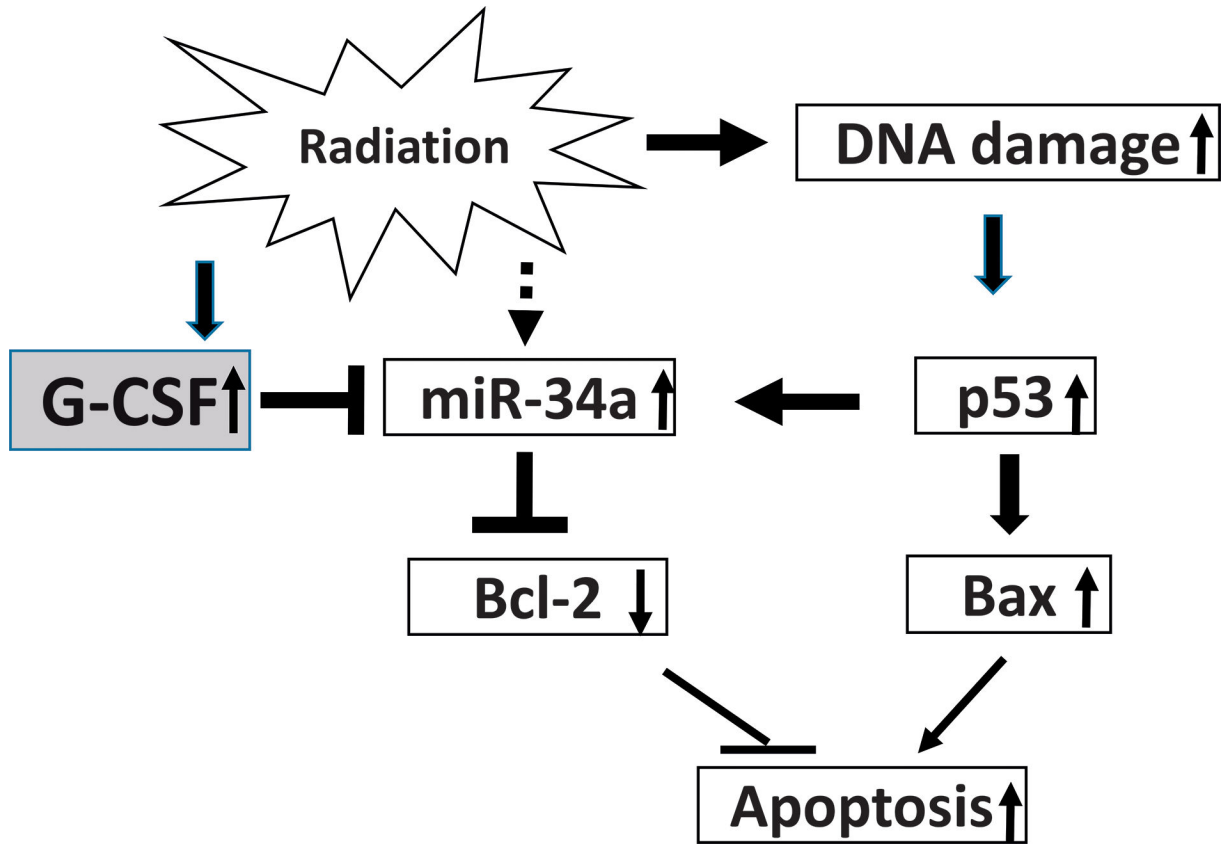 Radiation
DNA damage
G-CSF
miR-34a
p53
Bcl-2
Bax
Apoptosis